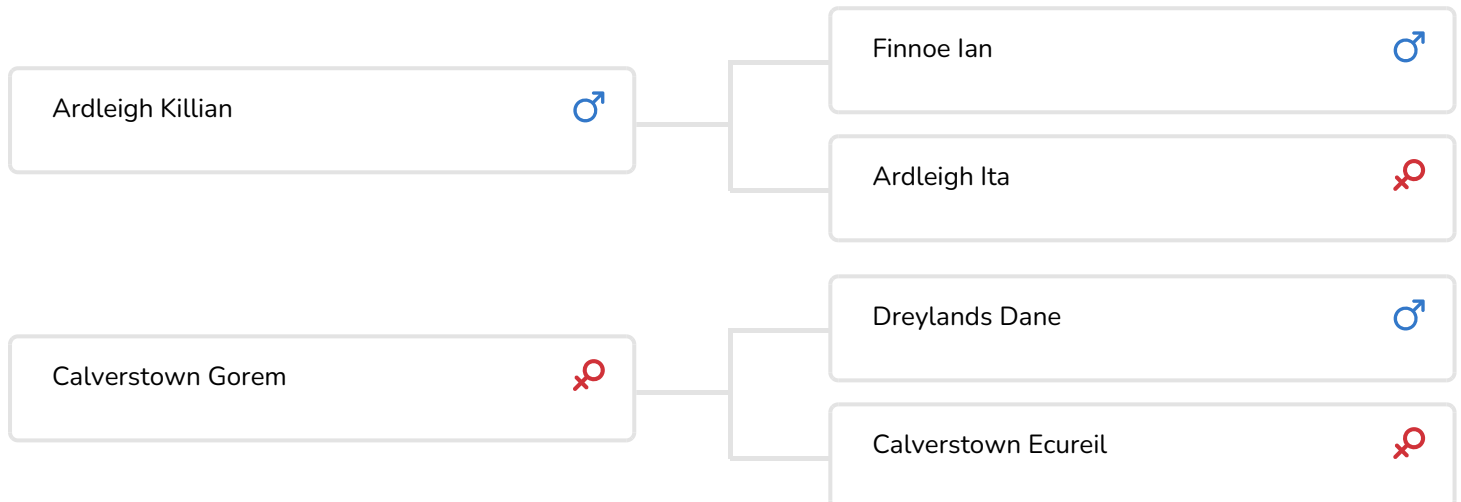 Finnoe Ian
Ardleigh Killian
Ardleigh Ita
Dreylands Dane
Calverstown Gorem
Calverstown Ecureil